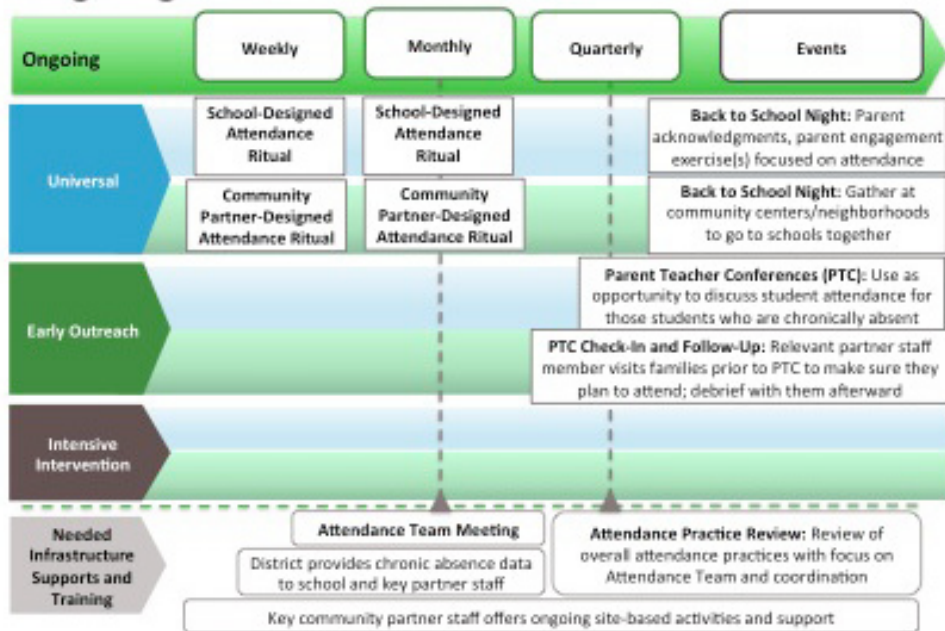 Ongoing
Weekly
Monthly
Quarterly
Events
Universal
School-Designed
Attendance
Ritual
School-Designed
Attendance
Ritual
Back to School Night: Parent
acknowledgments, parent engagement
exercise(s) focused on attendance
Community
Partner-Designed
Attendance Ritual
Community
Partner-Designed
Attendance Ritual
Back to School Night: Gather at
community centers/neighborhoods
to go to schools together
Early Outreach
Parent Teacher Conferences (PTC): Use as
opportunity to discuss student attendance for
those students who are chronically absent
PTC Check-In and Follow-Up: Relevant partner staff
member visits families prior to PTC to make sure they
plan to attend; debrief with them afterward
Intensive
Intervention
Needed
Infrastructure
Supports and
Training
Attendance Team Meeting
District provides chronic absence data
to school and key partner staff
Attendance Practice Review: Review of
overall attendance practices with focus on
Attendance Team and coordination
Key community partner staff offers ongoing site-based activities and support